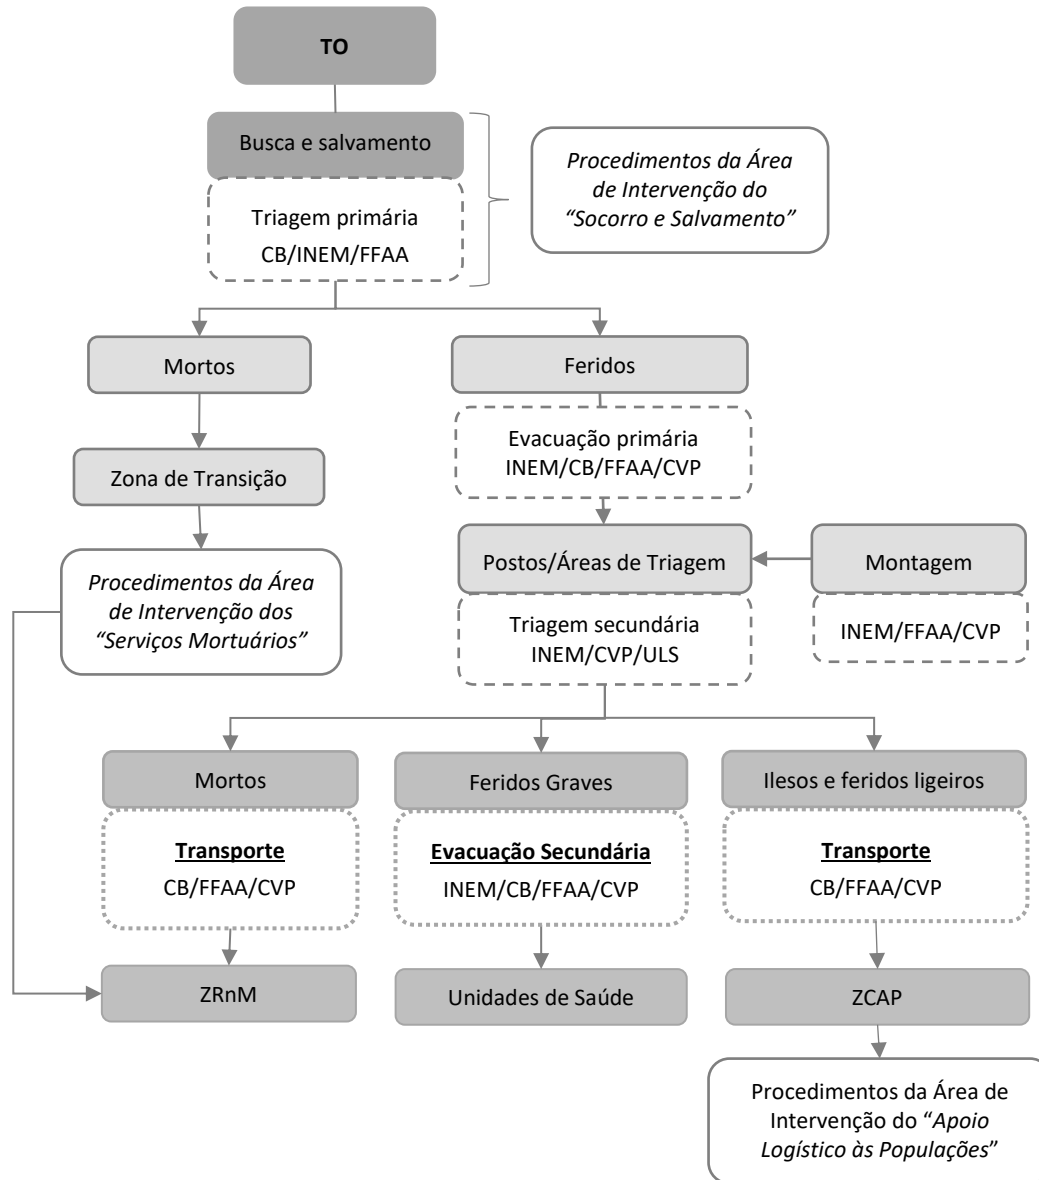 TO
Busca e salvamento
Triagem primária
CB/INEM/FFAA
Procedimentos da Área
de Intervenção do
“Socorro e Salvamento”
Mortos
Feridos
Evacuação primária
INEM/CB/FFAA/CVP
Zona de Transição
Postos/Áreas de Triagem
Montagem
Procedimentos da Área
de Intervenção dos
“Serviços Mortuários”
Triagem secundária
INEM/CVP/ULS
INEM/FFAA/CVP
Mortos
Feridos Graves
Ilesos e feridos ligeiros
Transporte
CB/FFAA/CVP
Evacuação Secundária
INEM/CB/FFAA/CVP
Transporte
CB/FFAA/CVP
ZRnM
Unidades de Saúde
ZCAP
Procedimentos da Área de
Intervenção do “Apoio
Logístico às Populações”